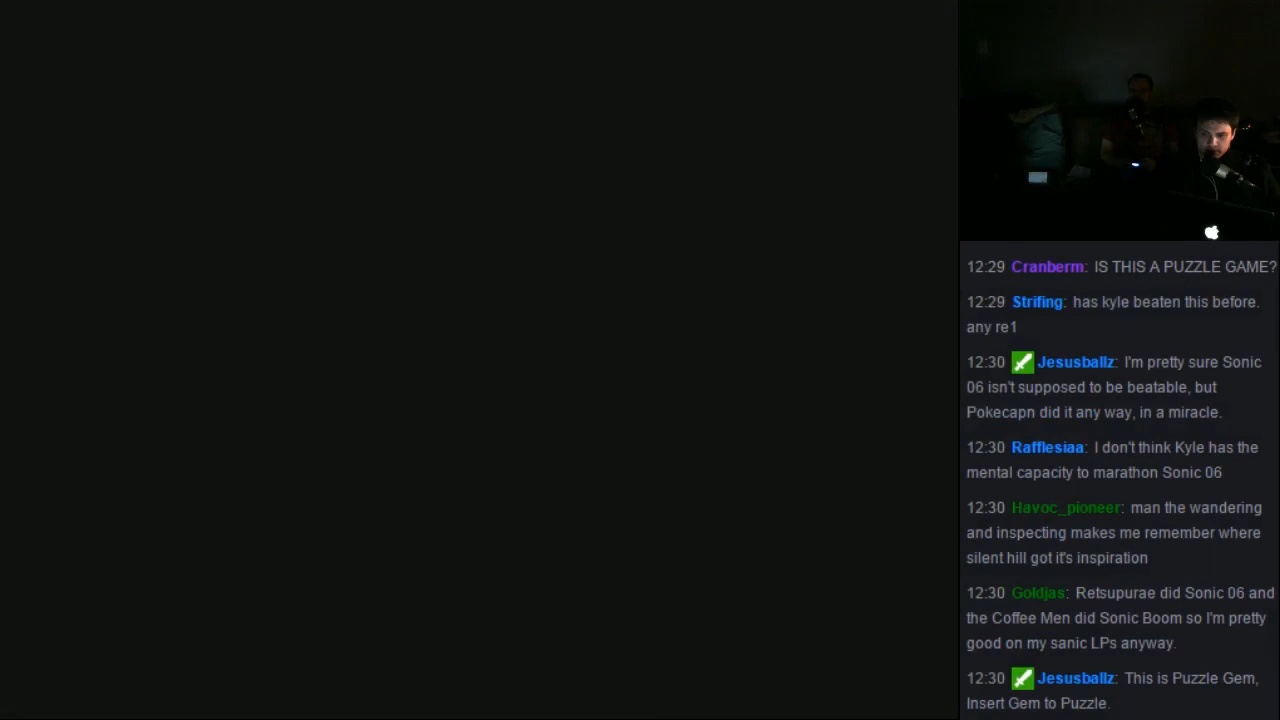 12:29 Cranberm: IS THIS A PUZZLE GAME?
12:29 Strifing: has kyle beaten this before.
any re1
12:30 Jesusballz: I'm pretty sure Sonic
06 isn't supposed to be beatable, but
Pokecapn did it any way, in a miracle.
12:30 Rafflesiaa: I don't think Kyle has the
mental capacity to marathon Sonic 06
12:30 Havoc_pioneer: man the wandering
and inspecting makes me remember where
silent hill got it's inspiration
12:30 Goldjas: Retsupurae did Sonic 06 and
the Coffee Men did Sonic Boom so I'm pretty
good on my sanic LPs anyway.
12:30 Jesusballz: This is Puzzle Gem,
Insert Gem to Puzzle.